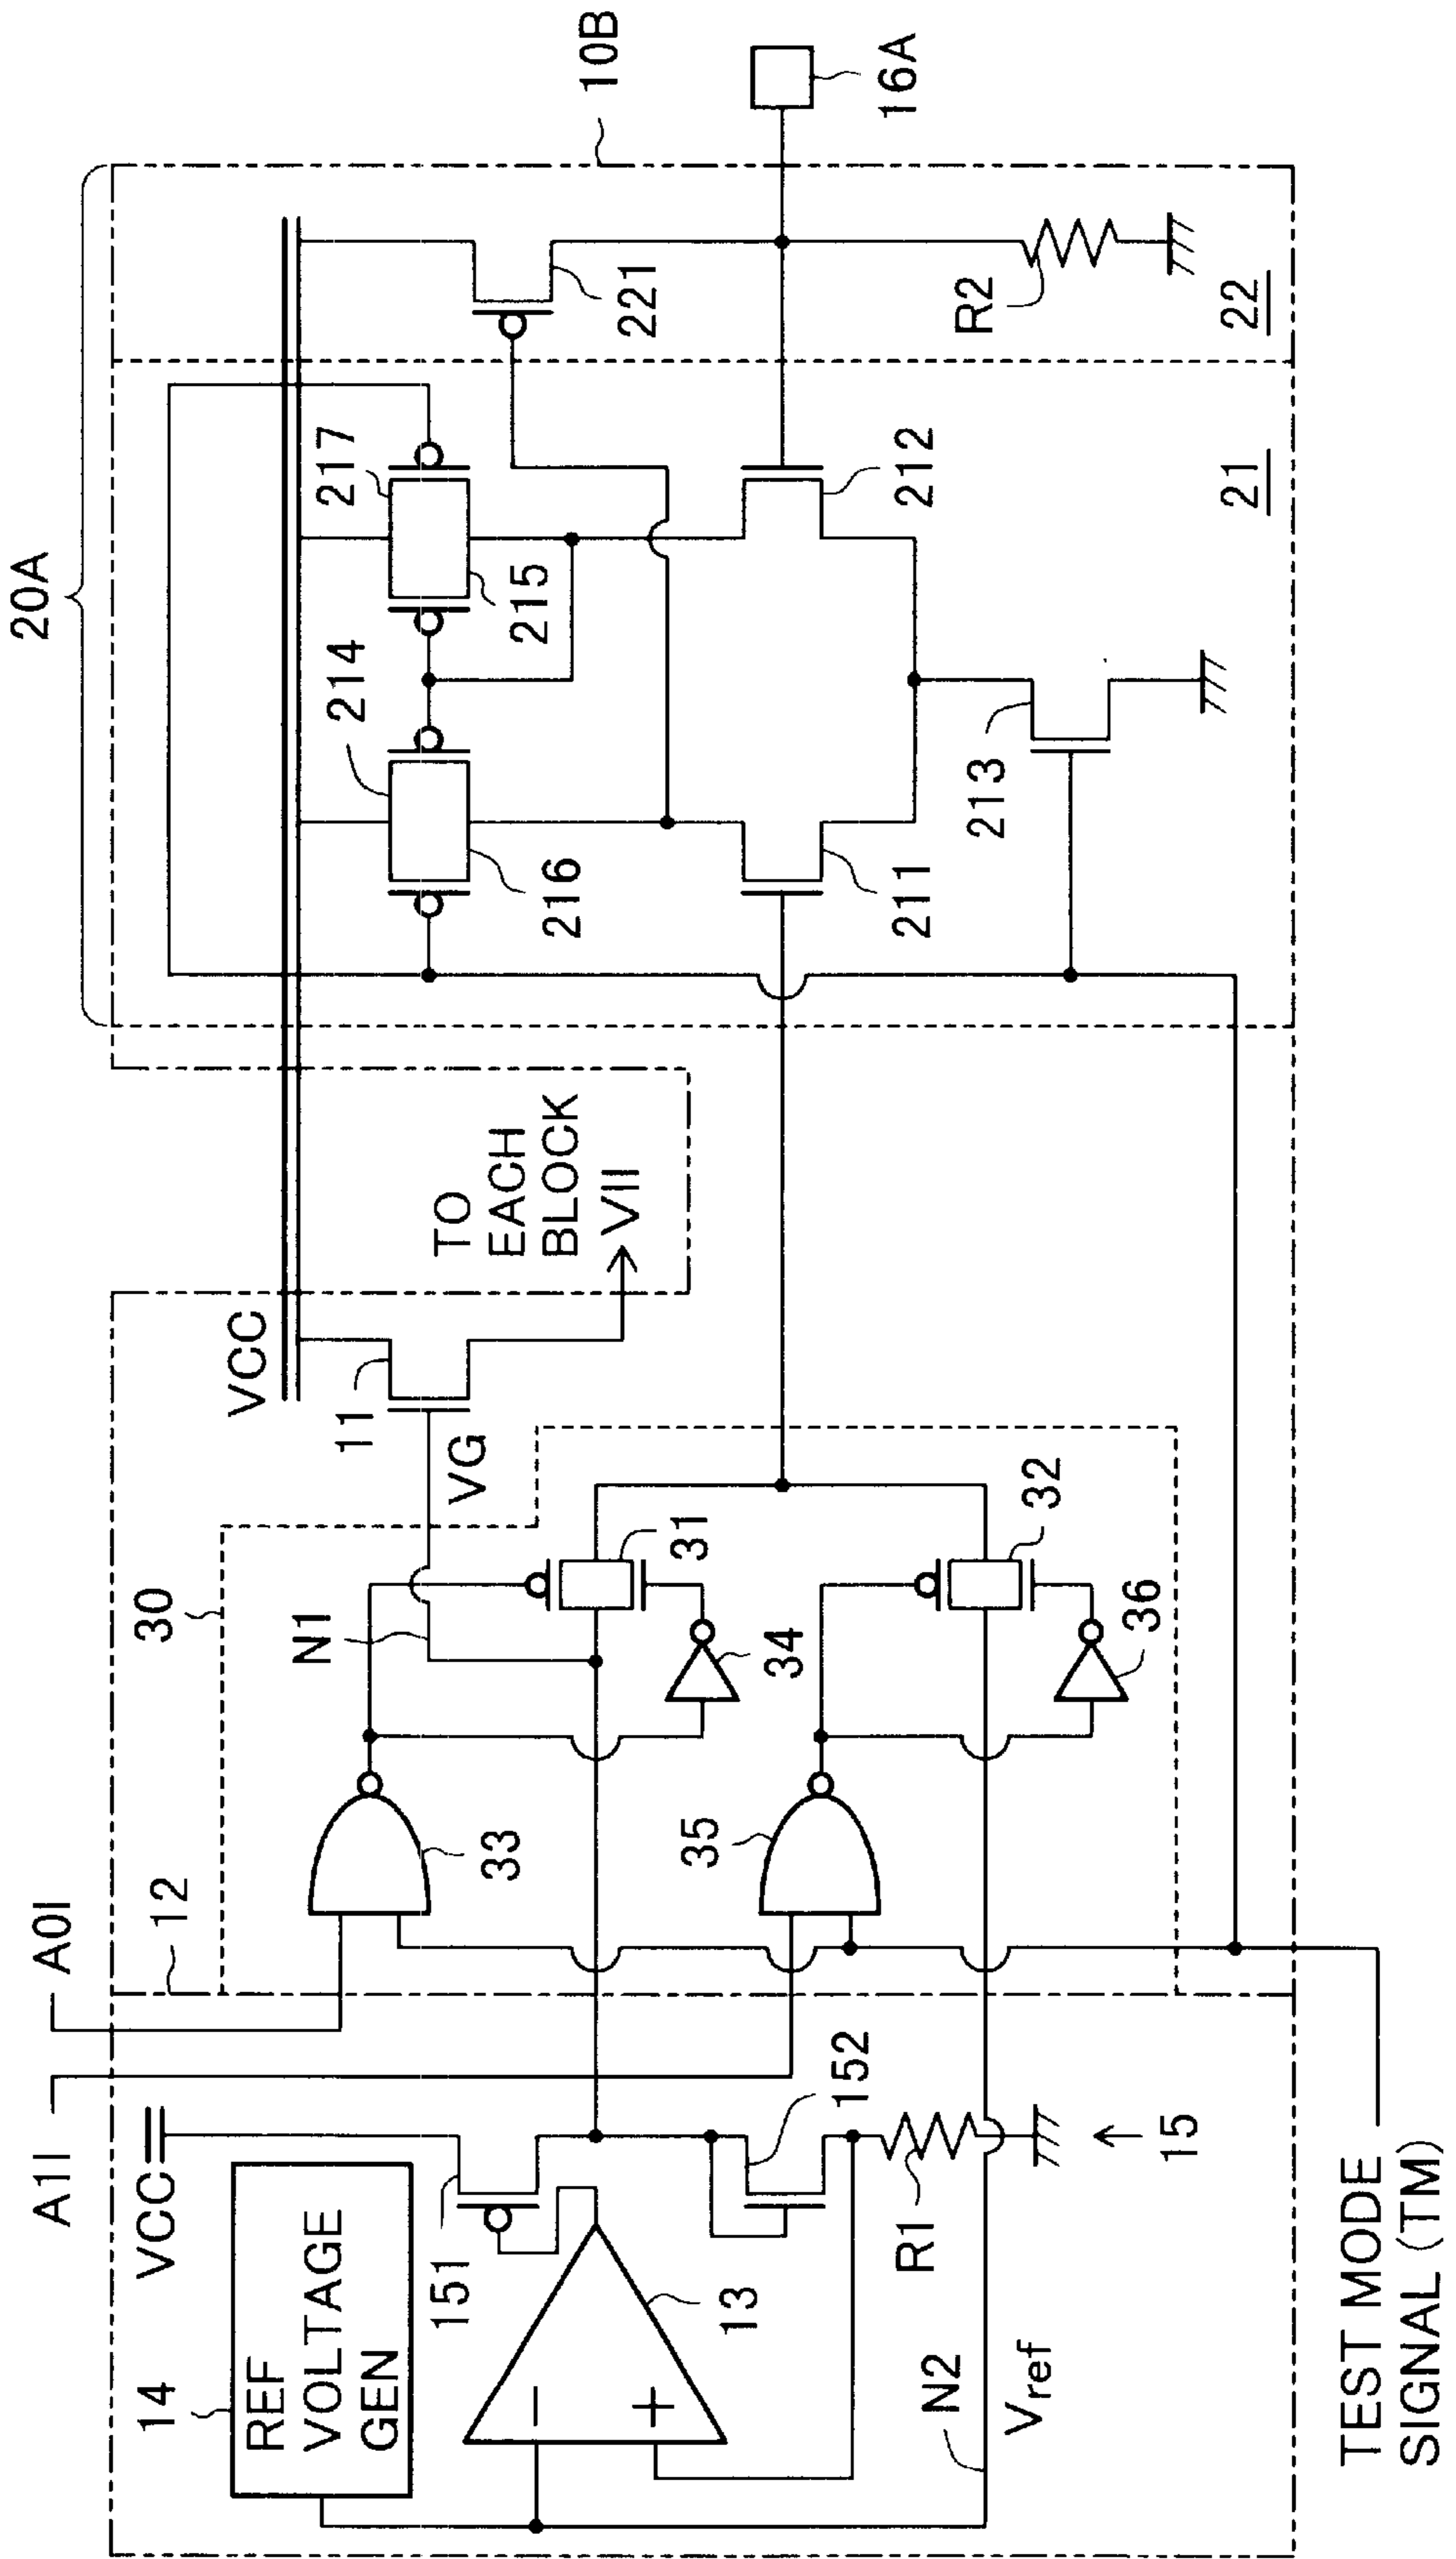 20A
10B
16A
VCC
217
215
214
216
221
212
211
213
R2
22
21
TO
EACH
BLOCK
VII
11
VG
30
N1
31
32
34
36
33
35
12
A0I
A1I
VCC
14
REF
VOLTAGE
GEN
151
152
13
R1
15
N2
Vref
−
+
TEST MODE
SIGNAL (TM)